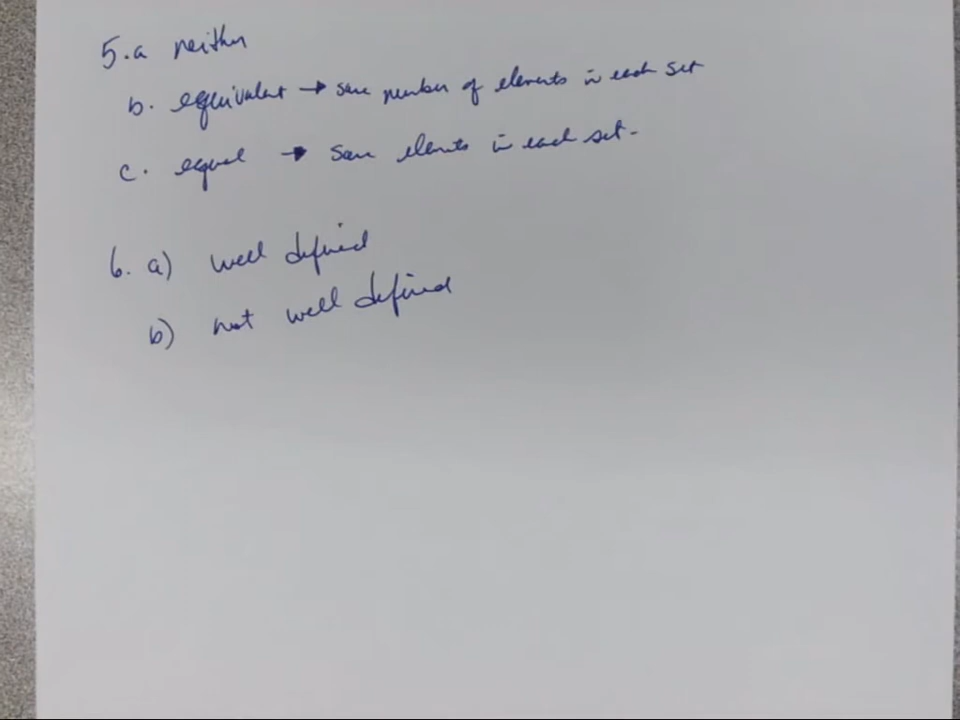 5.a neither
b. equivalent → same number of elements in each set
c. equal → same elements in each set.
6. a) well defined
b) not well defined